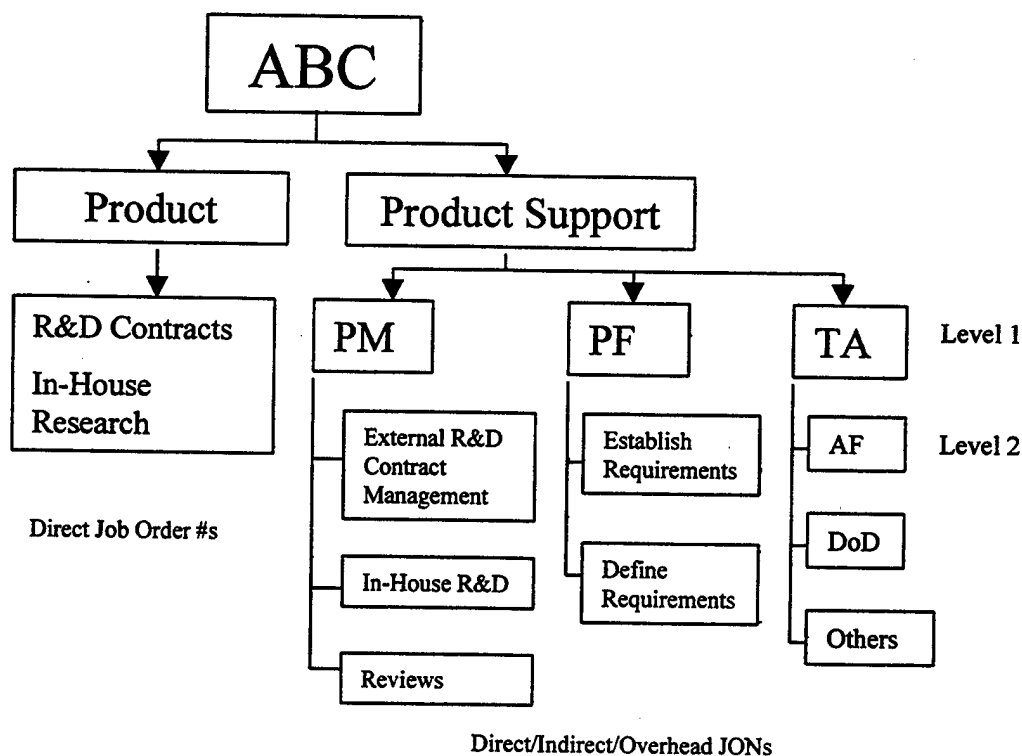 ABC
Product
Product Support
R&D Contracts
In-House
Research
PM
PF
TA
Level 1
External R&D
Contract
Management
Establish
Requirements
AF
Level 2
Direct Job Order #s
In-House R&D
Define
Requirements
DoD
Reviews
Others
Direct/Indirect/Overhead JONs